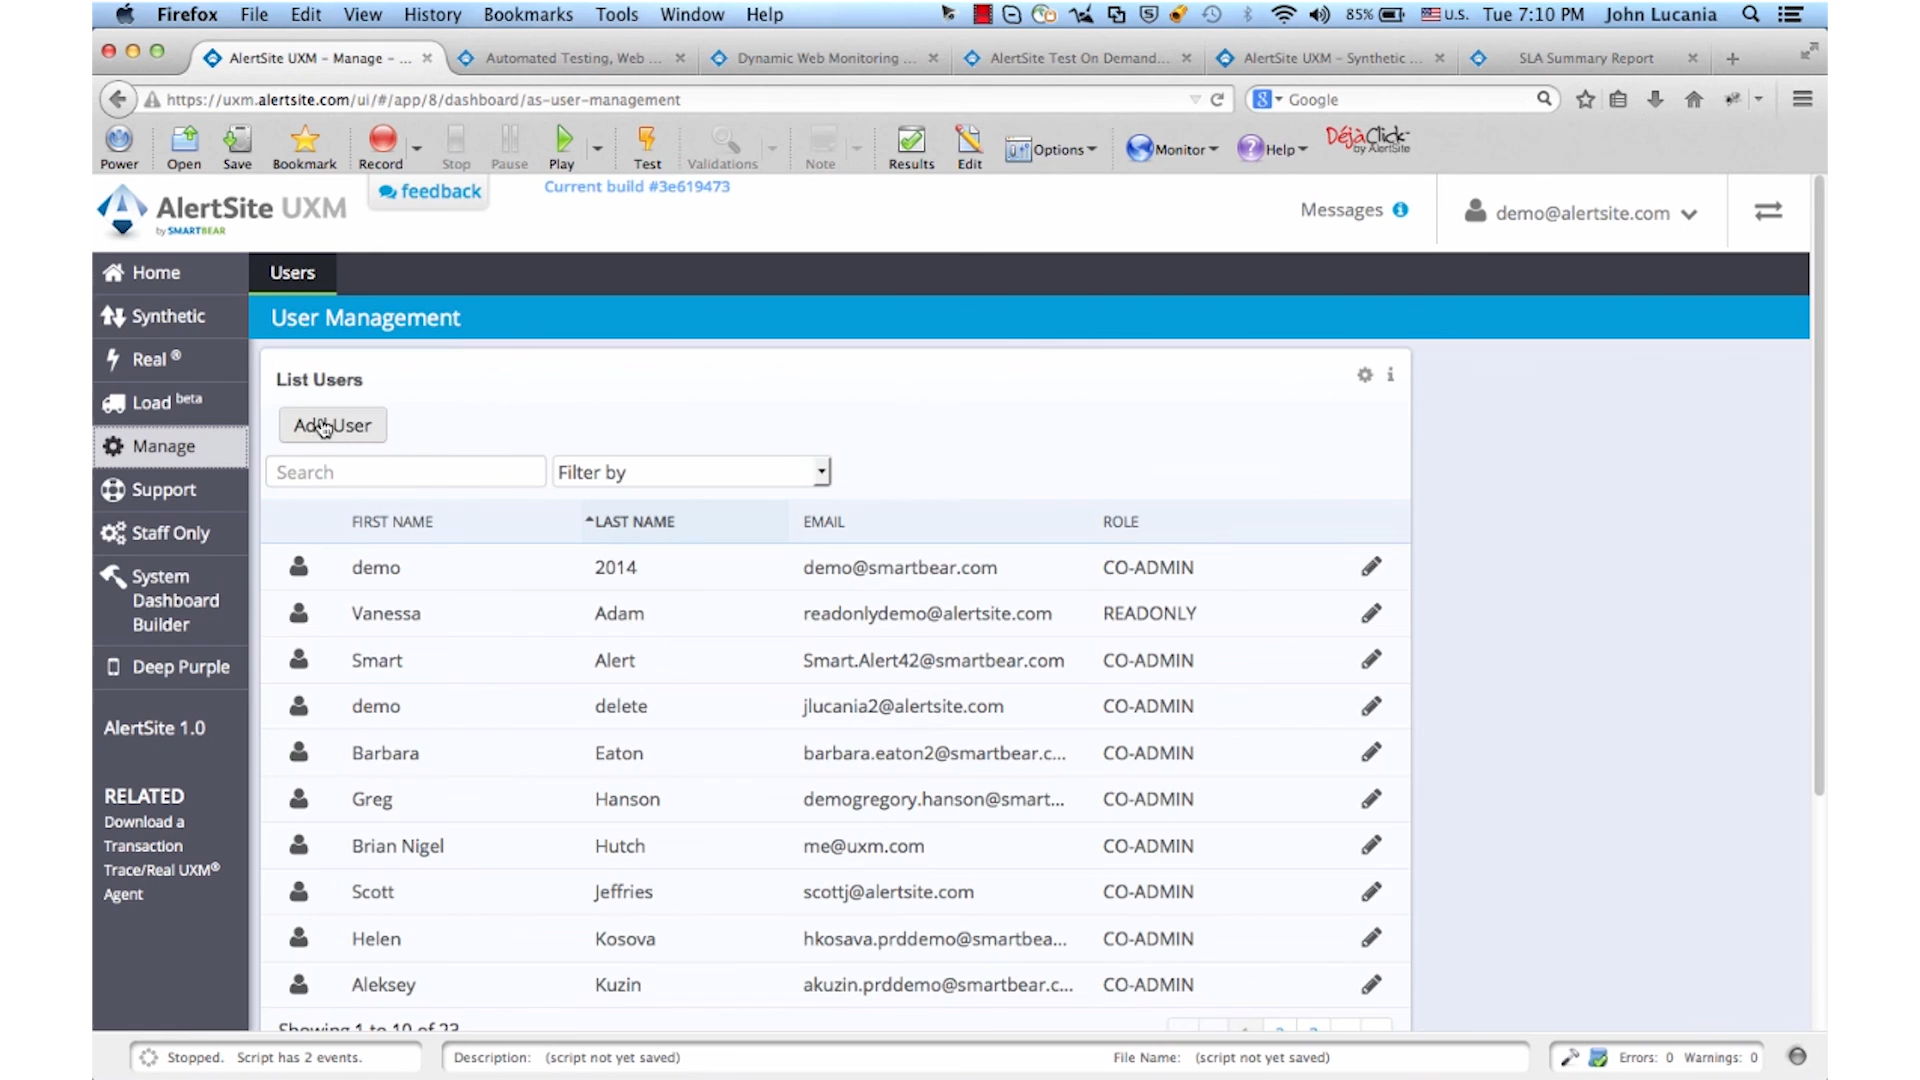 Firefox File Edit View History Bookmarks Tools Window Help 85% U.S. Tue 7:10 PM John Lucania
AlertSite UXM – Manage – ... Automated Testing, Web ... Dynamic Web Monitoring ... AlertSite Test On Demand... AlertSite UXM – Synthetic ... SLA Summary Report
https://uxm.alertsite.com/ui/#/app/8/dashboard/as-user-management Google
Power Open Save Bookmark Record Stop Pause Play Test Validations Note Results Edit Options Monitor Help DéjàClick by AlertSite
AlertSite UXM by SMARTBEAR
feedback
Current build #3e619473
Messages
demo@alertsite.com
Home
Synthetic
Real ®
Load beta
Manage
Support
Staff Only
System
Dashboard
Builder
Deep Purple
AlertSite 1.0
RELATED
Download a
Transaction
Trace/Real UXM®
Agent
Users
User Management
List Users
Add User
Search Filter by
FIRST NAME LAST NAME EMAIL ROLE
demo 2014 demo@smartbear.com CO-ADMIN
Vanessa Adam readonlydemo@alertsite.com READONLY
Smart Alert Smart.Alert42@smartbear.com CO-ADMIN
demo delete jlucania2@alertsite.com CO-ADMIN
Barbara Eaton barbara.eaton2@smartbear.c... CO-ADMIN
Greg Hanson demogregory.hanson@smart... CO-ADMIN
Brian Nigel Hutch me@uxm.com CO-ADMIN
Scott Jeffries scottj@alertsite.com CO-ADMIN
Helen Kosova hkosava.prddemo@smartbea... CO-ADMIN
Aleksey Kuzin akuzin.prddemo@smartbear.c... CO-ADMIN
Showing 1 to 10 of 23
Stopped. Script has 2 events. Description: (script not yet saved) File Name: (script not yet saved) Errors: 0 Warnings: 0